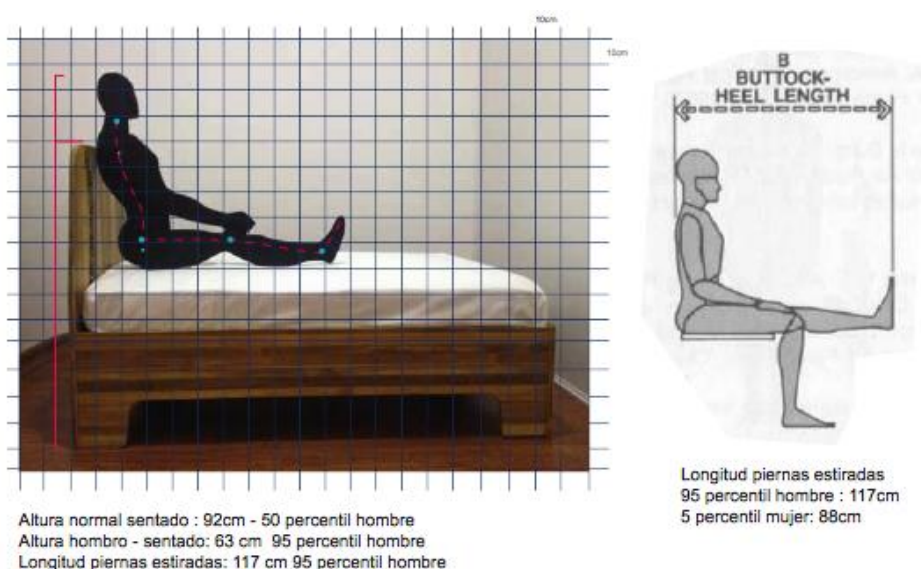 10cm
10cm
B
BUTTOCK-
HEEL LENGTH
Longitud piernas estiradas
95 percentil hombre : 117cm
5 percentil mujer: 88cm
Altura normal sentado : 92cm - 50 percentil hombre
Altura hombro - sentado: 63 cm 95 percentil hombre
Longitud piernas estiradas: 117 cm 95 percentil hombre